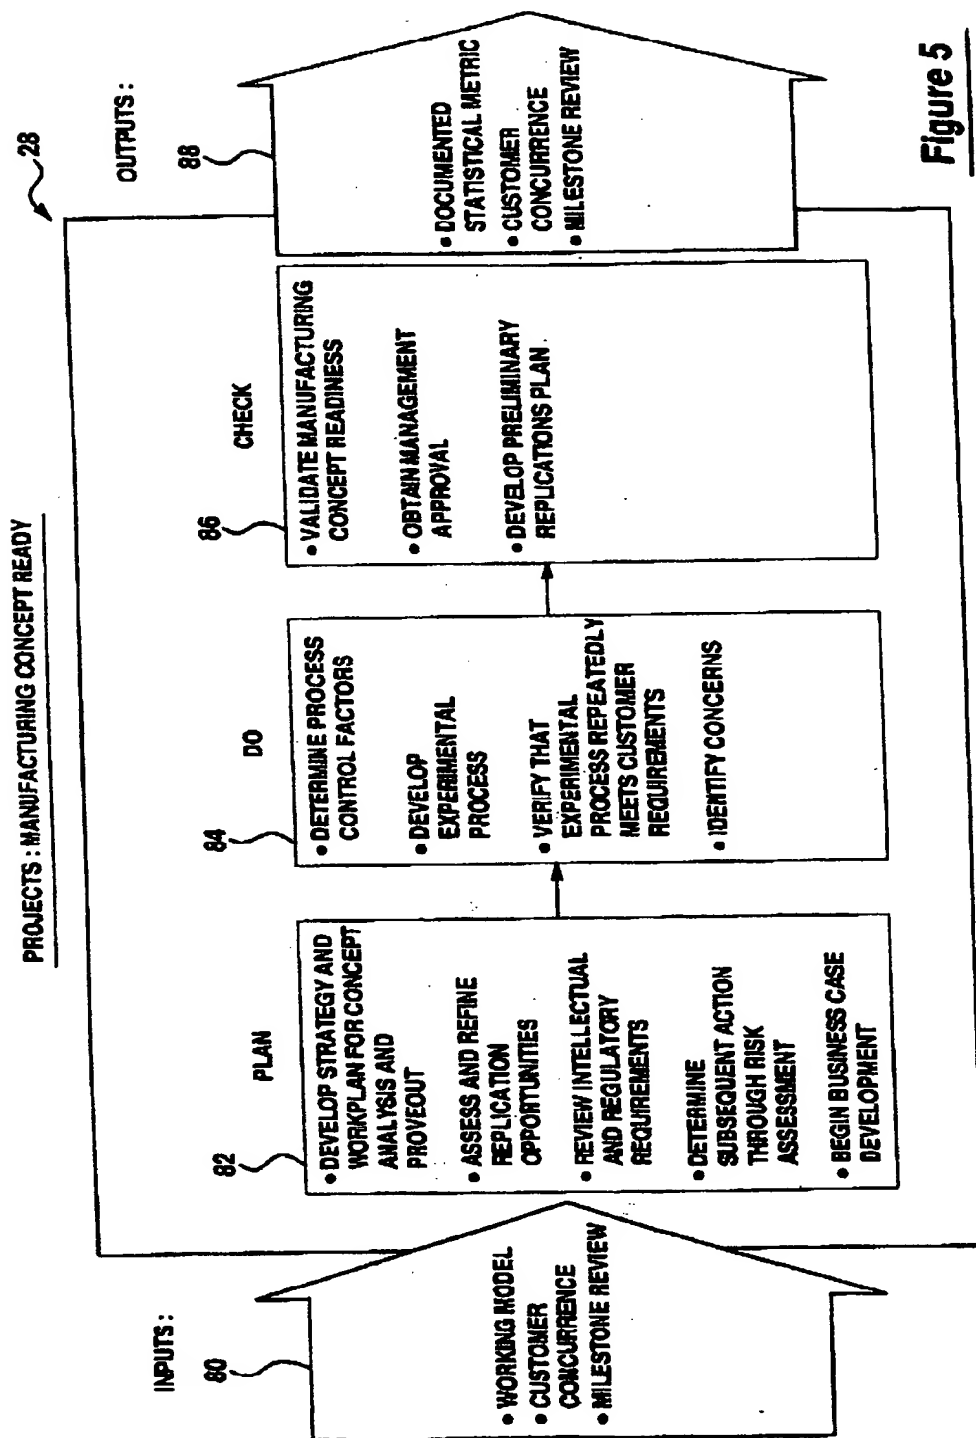 PROJECTS : MANUFACTURING CONCEPT READY
28
INPUTS :
80
• WORKING MODEL
• CUSTOMER
CONCURRENCE
• MILESTONE REVIEW
PLAN
82
• DEVELOP STRATEGY AND
WORKPLAN FOR CONCEPT
ANALYSIS AND
PROVEOUT
• ASSESS AND REFINE
REPLICATION
OPPORTUNITIES
• REVIEW INTELLECTUAL
AND REGULATORY
REQUIREMENTS
• DETERMINE
SUBSEQUENT ACTION
THROUGH RISK
ASSESSMENT
• BEGIN BUSINESS CASE
DEVELOPMENT
DO
84
• DETERMINE PROCESS
CONTROL FACTORS
• DEVELOP
EXPERIMENTAL
PROCESS
• VERIFY THAT
EXPERIMENTAL
PROCESS REPEATEDLY
MEETS CUSTOMER
REQUIREMENTS
• IDENTIFY CONCERNS
CHECK
86
• VALIDATE MANUFACTURING
CONCEPT READINESS
• OBTAIN MANAGEMENT
APPROVAL
• DEVELOP PRELIMINARY
REPLICATIONS PLAN
OUTPUTS :
88
• DOCUMENTED
STATISTICAL METRIC
• CUSTOMER
CONCURRENCE
• MILESTONE REVIEW
Figure 5